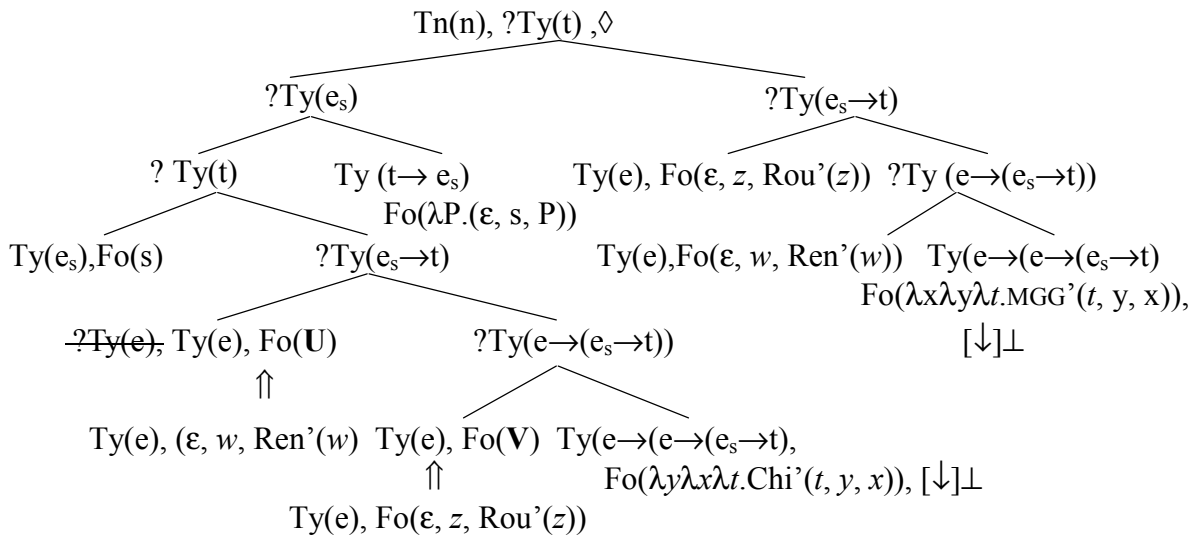 Tn(n), ?Ty(t) ,◊
?Ty(eₛ) ?Ty(eₛ→t)
? Ty(t) Ty (t→ eₛ) Ty(e), Fo(ε, z, Rou’(z)) ?Ty (e→(eₛ→t))
Fo(λP.(ε, s, P))
Ty(eₛ),Fo(s) ?Ty(eₛ→t) Ty(e),Fo(ε, w, Ren’(w)) Ty(e→(e→(eₛ→t)
Fo(λxλyλt.MGG’(t, y, x)),
?Ty(e), Ty(e), Fo(U) ?Ty(e→(eₛ→t)) [↓]⊥
⇑
Ty(e), (ε, w, Ren’(w) Ty(e), Fo(V) Ty(e→(e→(eₛ→t),
⇑ Fo(λyλxλt.Chi’(t, y, x)), [↓]⊥
Ty(e), Fo(ε, z, Rou’(z))